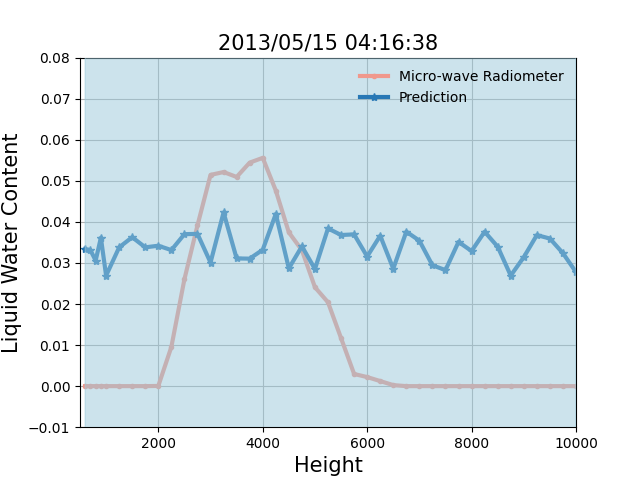 2013/05/15 04:16:38
Micro-wave Radiometer
Prediction
Liquid Water Content
0.08
0.07
0.06
0.05
0.04
0.03
0.02
0.01
0.00
−0.01
2000 4000 6000 8000 10000
Height